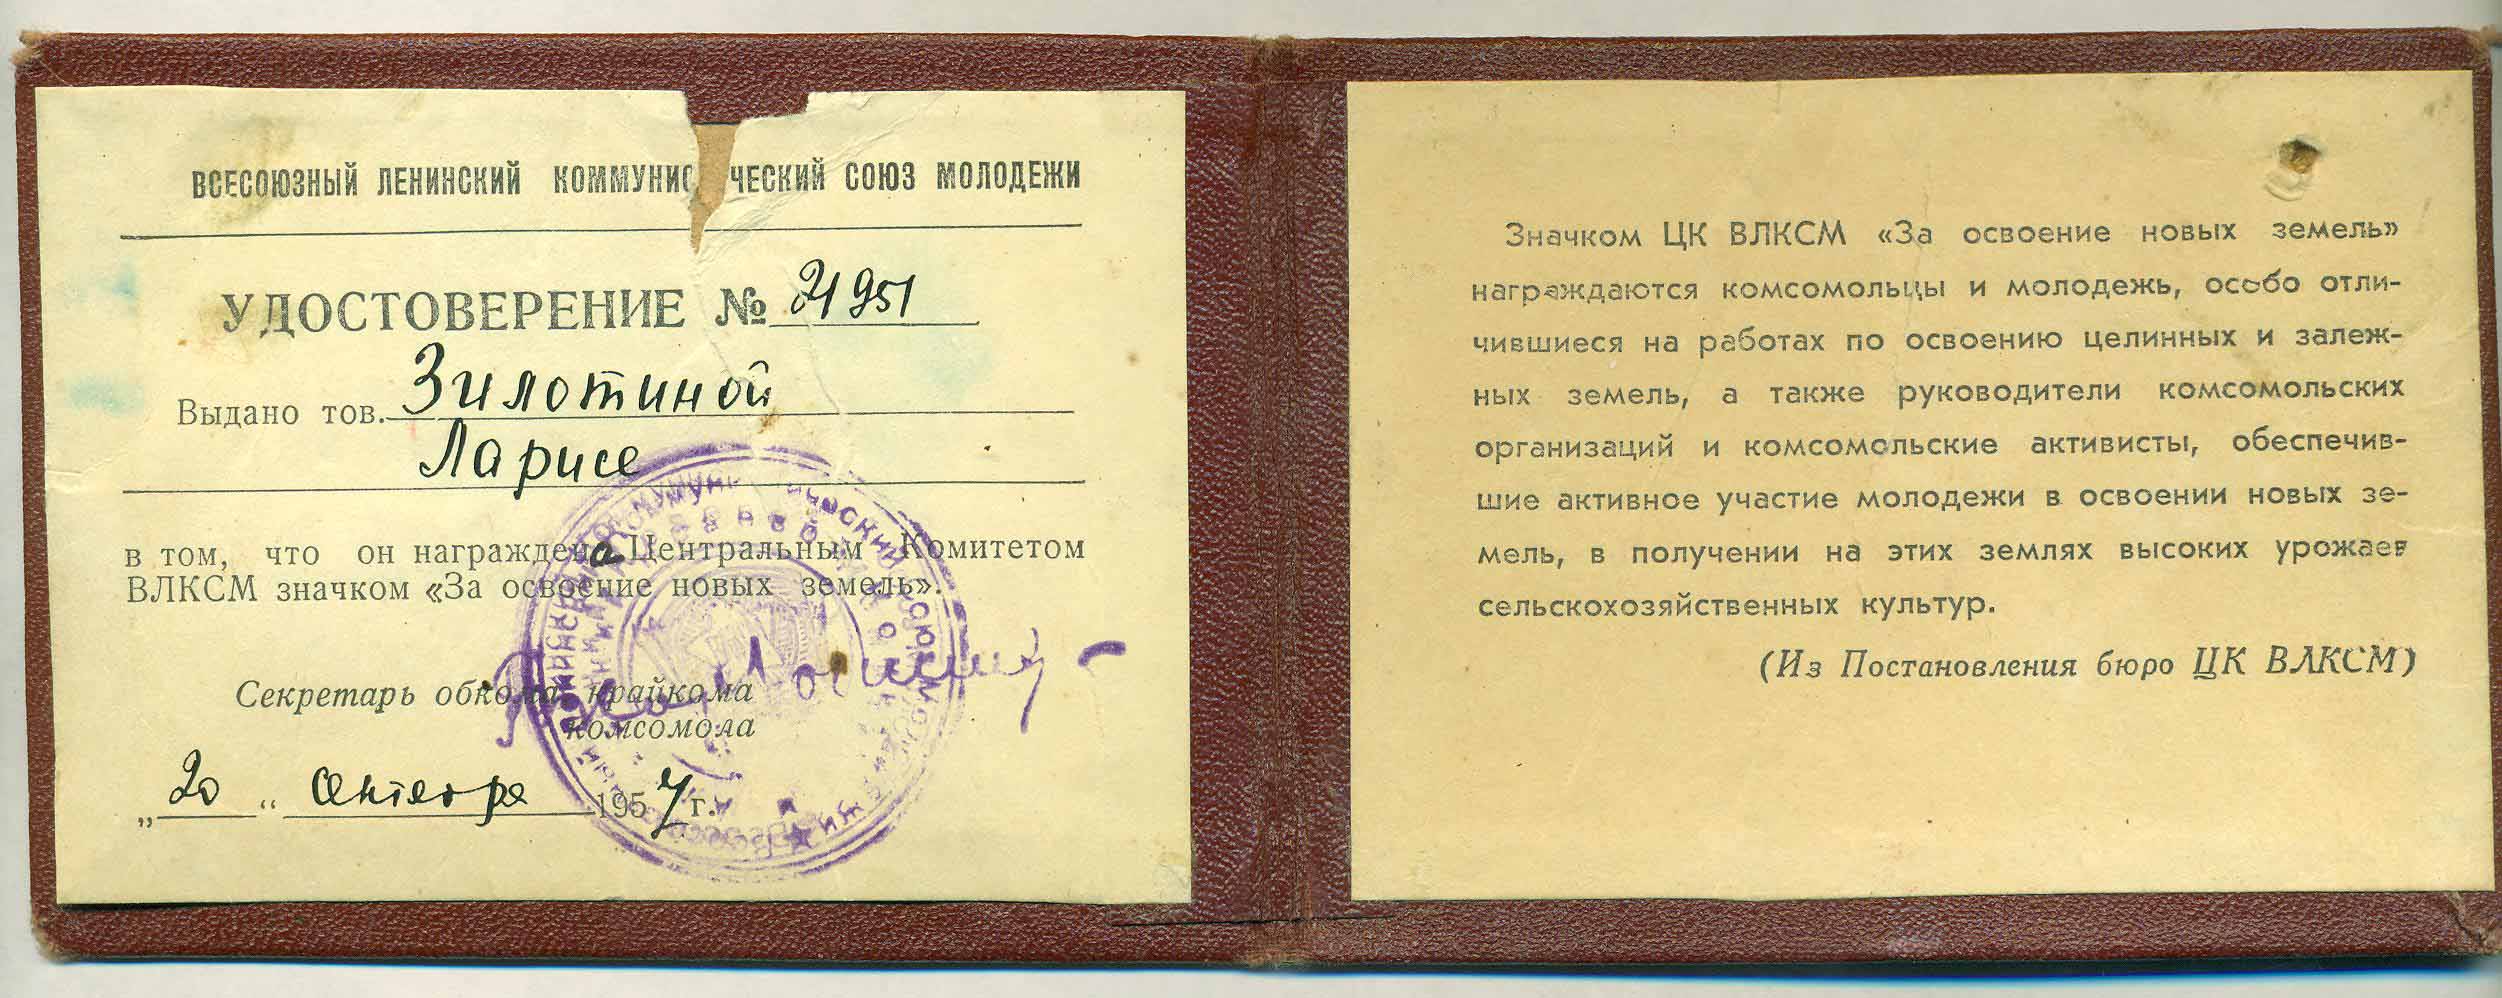 ВСЕСОЮЗНЫЙ ЛЕНИНСКИЙ КОММУНИС ЧЕСКИЙ СОЮЗ МОЛОДЕЖИ
УДОСТОВЕРЕНИЕ №
Выдано тов. Зилотиной
Ларисе
в том, что он награждена Центральным Комитетом
ВЛКСМ значком «За освоение новых земель».
Секретарь обкома, крайкома
комсомола
„20“ сентября 1957 г.
Значком ЦК ВЛКСМ «За освоение новых земель»
награждаются комсомольцы и молодежь, особо отли-
чившиеся на работах по освоению целинных и залеж-
ных земель, а также руководители комсомольских
организаций и комсомольские активисты, обеспечив-
шие активное участие молодежи в освоении новых зе-
мель, в получении на этих землях высоких урожаев
сельскохозяйственных культур.
(Из Постановления бюро ЦК ВЛКСМ)